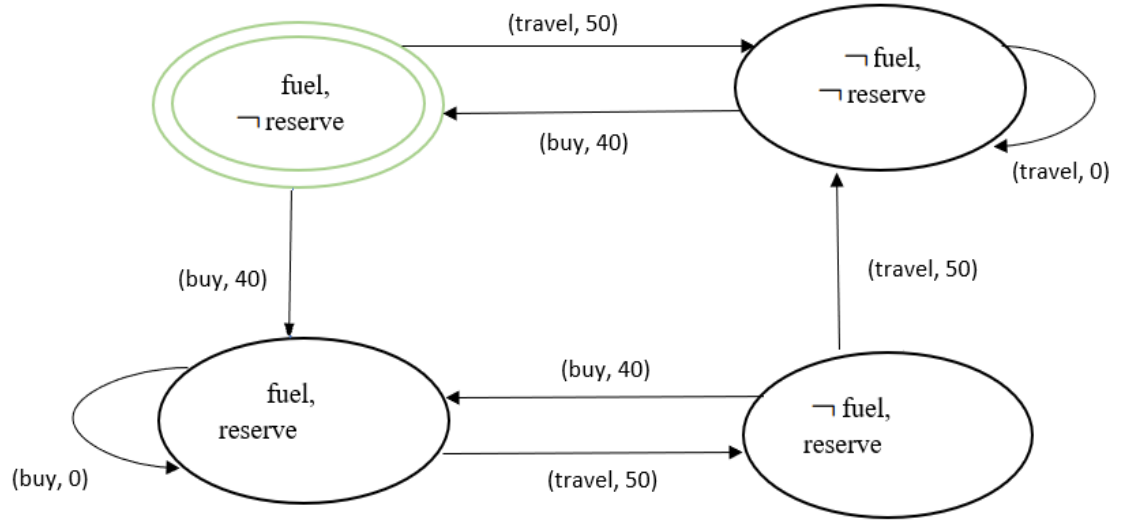 (travel, 50)
fuel,
¬ reserve
¬ fuel,
¬ reserve
(buy, 40)
(travel, 0)
(buy, 40)
(travel, 50)
(buy, 40)
fuel,
reserve
¬ fuel,
reserve
(buy, 0)
(travel, 50)